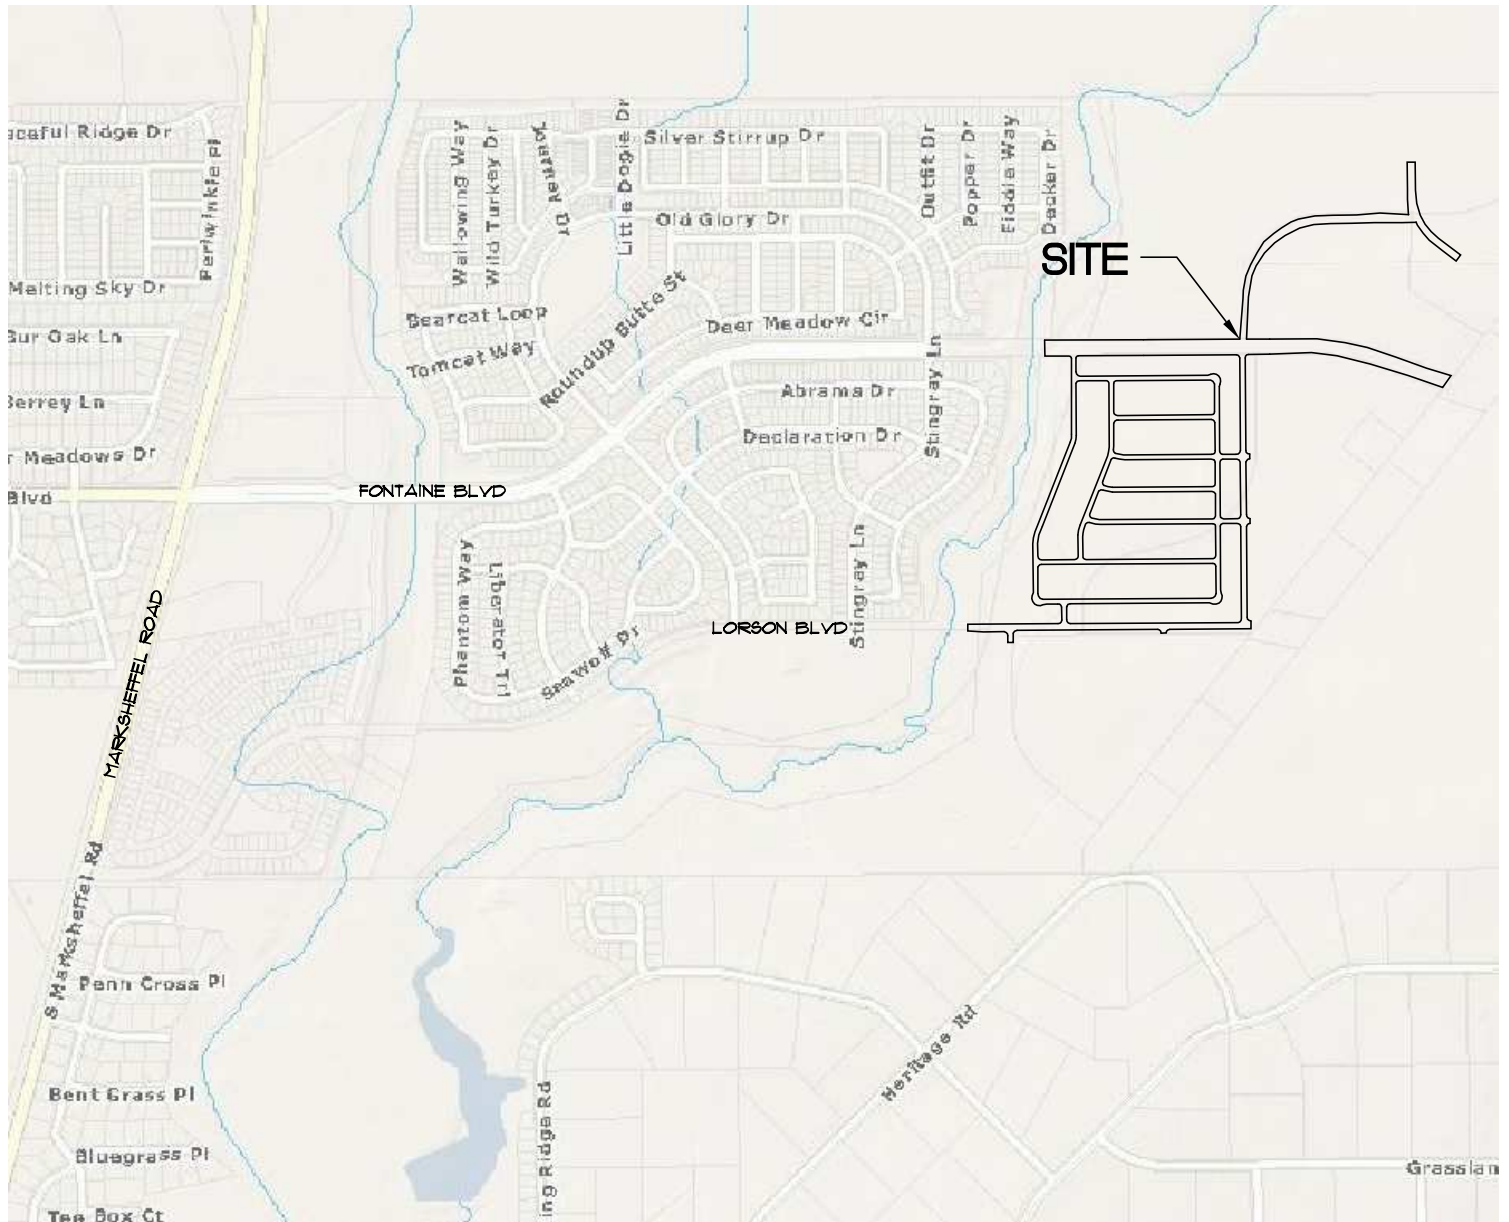 aceful Ridge Dr
Periwinkle Pl
Melting Sky Dr
Bur Oak Ln
Berrey Ln
r Meadows Dr
Blvd
Wallowing Way
Wild Turkey Dr
Yamhay Dr
Little Dogie Dr
Silver Stirrup Dr
Old Glory Dr
Outfit Dr
Popper Dr
Fiddle Way
Decker Dr
SITE
Bearcat Loop
Tomcat Way
Roundup Butte St
Deer Meadow Cir
Stingray Ln
Abrams Dr
Declaration Dr
FONTAINE BLVD
Phantom Way
Liberator Trl
Seawolf Dr
LORSON BLVD
Stingray Ln
MARKSHEFFEL ROAD
S Marksheffel Rd
Penn Cross Pl
Bent Grass Pl
Bluegrass Pl
Tee Box Ct
ing Ridge Rd
Heritage Rd
Grasslan